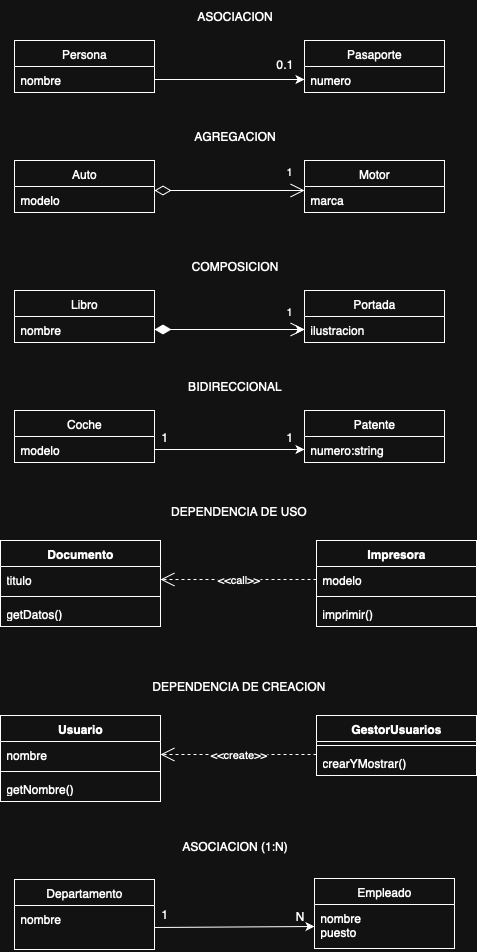 ASOCIACION
Persona
Pasaporte
nombre
0.1
numero
AGREGACION
Auto
1
Motor
modelo
marca
COMPOSICION
Libro
1
Portada
nombre
ilustracion
BIDIRECCIONAL
Coche
1
1
Patente
modelo
numero:string
DEPENDENCIA DE USO
Documento
Impresora
titulo
<<call>>
modelo
getDatos()
imprimir()
DEPENDENCIA DE CREACION
Usuario
GestorUsuarios
nombre
<<create>>
crearYMostrar()
getNombre()
ASOCIACION (1:N)
Departamento
1
N
Empleado
nombre
nombre
puesto